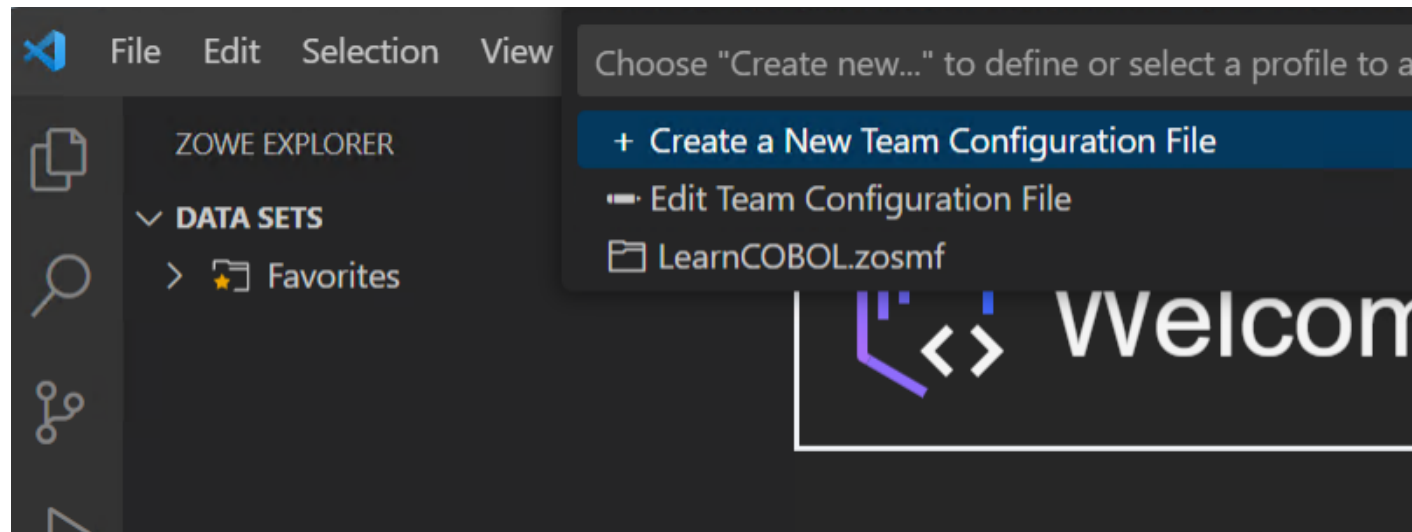 File Edit Selection View
Choose "Create new..." to define or select a profile to a
ZOWE EXPLORER
+ Create a New Team Configuration File
Edit Team Configuration File
DATA SETS
LearnCOBOL.zosmf
Favorites
Welcom